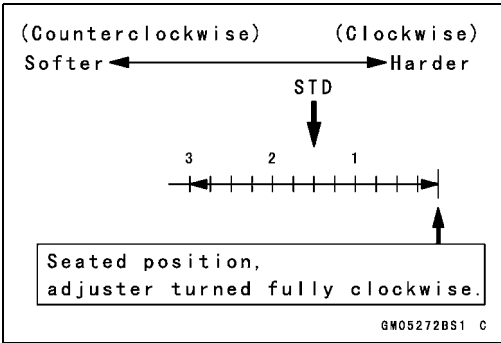 (Counterclockwise) (Clockwise)
Softer Harder
STD
3 2 1
Seated position,
adjuster turned fully clockwise.
GM05272BS1 C